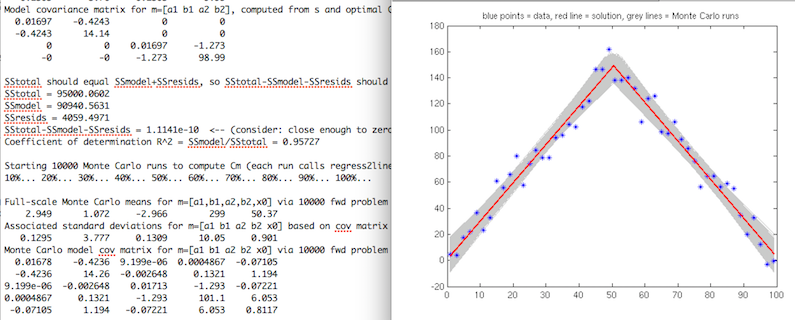 Model covariance matrix for m=[a1 b1 a2 b2], computed from s and optimal
0.01697 -0.4243 0 0
-0.4243 14.14 0 0
0 0 0.01697 -1.273
-0 -0 -1.273 98.99
SStotal should equal SSmodel+SSresids, so SStotal-SSmodel-SSresids should
SStotal = 95000.0602
SSmodel = 90940.5631
SSresids = 4059.4971
SStotal-SSmodel-SSresids = 1.1141e-10 <-- (consider: close enough to zero
Coefficient of determination R^2 = SSmodel/SStotal = 0.95727
Starting 10000 Monte Carlo runs to compute Cm (each run calls regress2line
10%... 20%... 30%... 40%... 50%... 60%... 70%... 80%... 90%... 100%...
Full-scale Monte Carlo means for m=[a1,b1,a2,b2,x0] via 10000 fwd problem
2.949 1.072 -2.966 299 50.37
Associated standard deviations for m=[a1 b1 a2 b2 x0] based on cov matrix
0.1295 3.777 0.1309 10.05 0.901
Monte Carlo model cov matrix for m=[a1 b1 a2 b2 x0] via 10000 fwd problem
0.01678 -0.4236 9.199e-06 0.0004867 -0.07105
-0.4236 14.26 -0.002648 0.1321 1.194
9.199e-06 -0.002648 0.01713 -1.293 -0.07221
0.0004867 0.1321 -1.293 101.1 6.053
-0.07105 1.194 -0.07221 6.053 0.8117
blue points = data, red line = solution, grey lines = Monte Carlo runs
180
160
140
120
100
80
60
40
20
0
-20
0 10 20 30 40 50 60 70 80 90 100